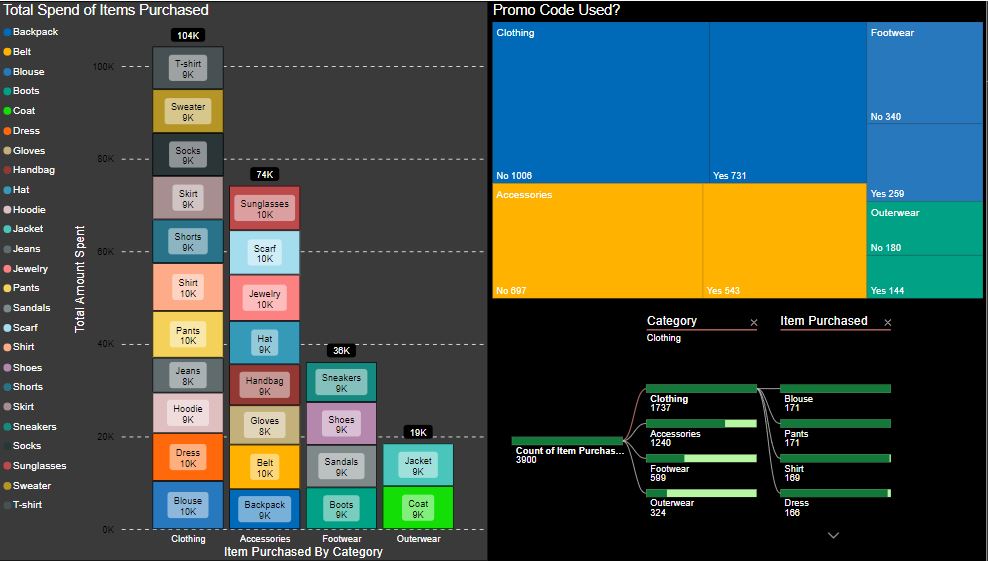 Total Spend of Items Purchased
Backpack
Belt
Blouse
Boots
Coat
Dress
Gloves
Handbag
Hat
Hoodie
Jacket
Jeans
Jewelry
Pants
Sandals
Scarf
Shirt
Shoes
Shorts
Skirt
Sneakers
Socks
Sunglasses
Sweater
T-shirt
Total Amount Spent
100K
80K
60K
40K
20K
0K
104K
T-shirt
9K
Sweater
9K
Socks
9K
Skirt
9K
Shorts
9K
Shirt
10K
Pants
10K
Jeans
8K
Hoodie
9K
Dress
10K
Blouse
10K
74K
Sunglasses
10K
Scarf
10K
Jewelry
10K
Hat
9K
Handbag
9K
Gloves
8K
Belt
10K
Backpack
9K
36K
Sneakers
9K
Shoes
9K
Sandals
9K
Boots
9K
19K
Jacket
9K
Coat
9K
Clothing Accessories Footwear Outerwear
Item Purchased By Category
Promo Code Used?
Clothing
No 1006
Yes 731
Accessories
No 697
Yes 543
Footwear
No 340
Yes 259
Outerwear
No 180
Yes 144
Category
Clothing
Item Purchased
Count of Item Purchas...
3900
Clothing
1737
Accessories
1240
Footwear
599
Outerwear
324
Blouse
171
Pants
171
Shirt
169
Dress
166